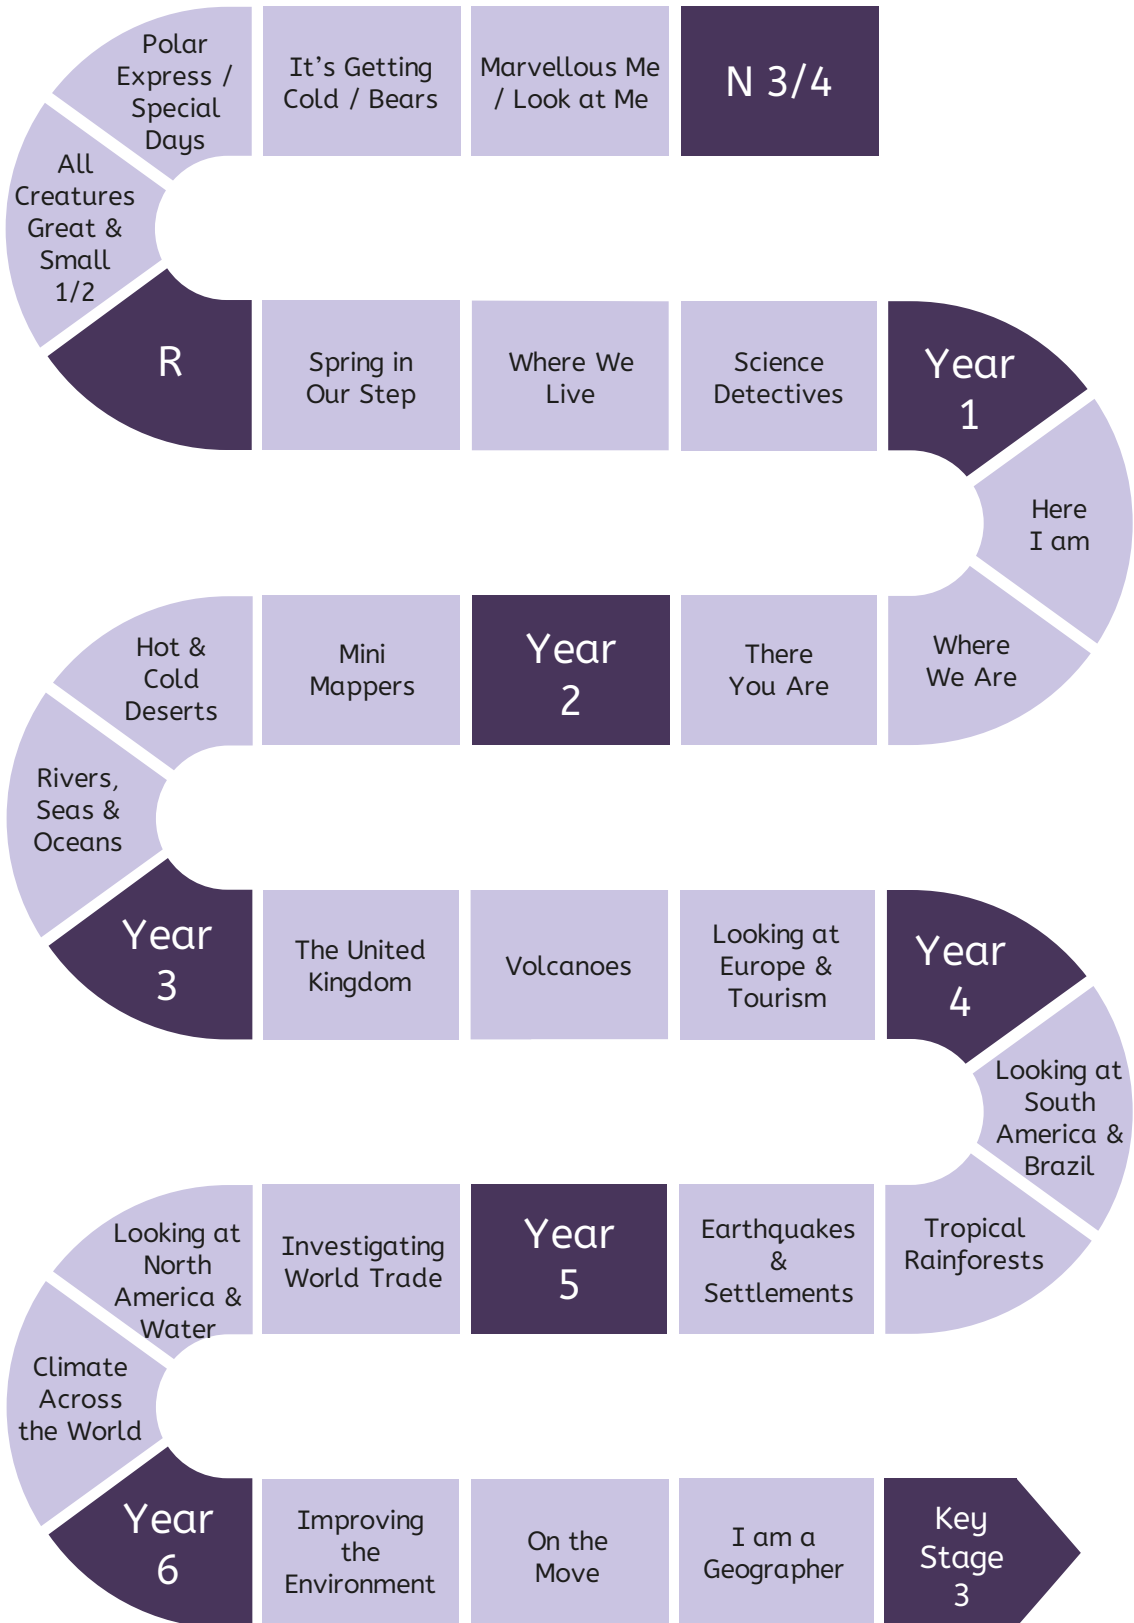 N 3/4
Marvellous Me
/ Look at Me
It's Getting
Cold / Bears
Polar
Express /
Special
Days
All
Creatures
Great &
Small
1/2
R
Spring in
Our Step
Where We
Live
Science
Detectives
Year
1
Here
I am
Where
We Are
There
You Are
Year
2
Mini
Mappers
Hot &
Cold
Deserts
Rivers,
Seas &
Oceans
Year
3
The United
Kingdom
Volcanoes
Looking at
Europe &
Tourism
Year
4
Looking at
South
America &
Brazil
Tropical
Rainforests
Earthquakes
&
Settlements
Year
5
Investigating
World Trade
Looking at
North
America &
Water
Climate
Across
the World
Year
6
Improving
the
Environment
On the
Move
I am a
Geographer
Key
Stage
3